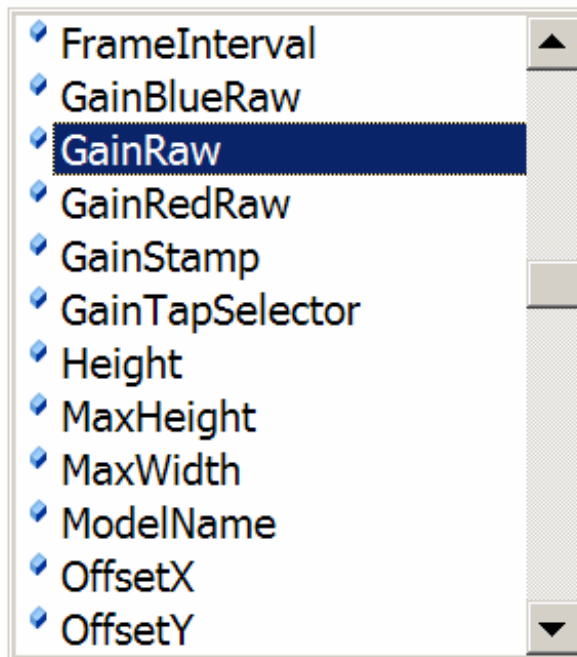 FrameInterval
GainBlueRaw
GainRaw
GainRedRaw
GainStamp
GainTapSelector
Height
MaxHeight
MaxWidth
ModelName
OffsetX
OffsetY